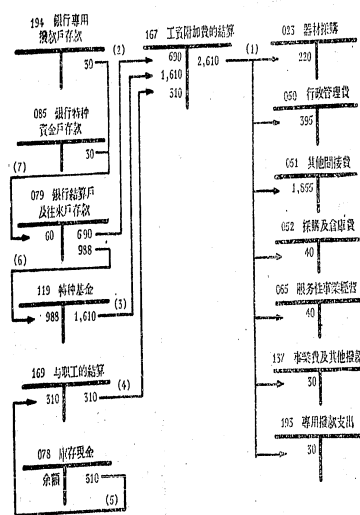 194 銀行專用
撥款戶存款
30
085 銀行特种
資金戶存款
30
(7)
079 銀行結算戶
及往來戶存款
60 690
988
(6)
119 特种基金
988 1,610
(3)
169 与职工的結算
310 310
(4)
078 庫存現金
余額 310
(5)
(2)
167 工資附加費的結算
690 2,610
1,610
310
(1)
023 器材採購
220
050 行政管理費
395
051 其他間接費
1,855
052 採購及倉庫費
40
065 服务性事業經營
40
137 事業費及其他撥款
30
195 專用撥款支出
30